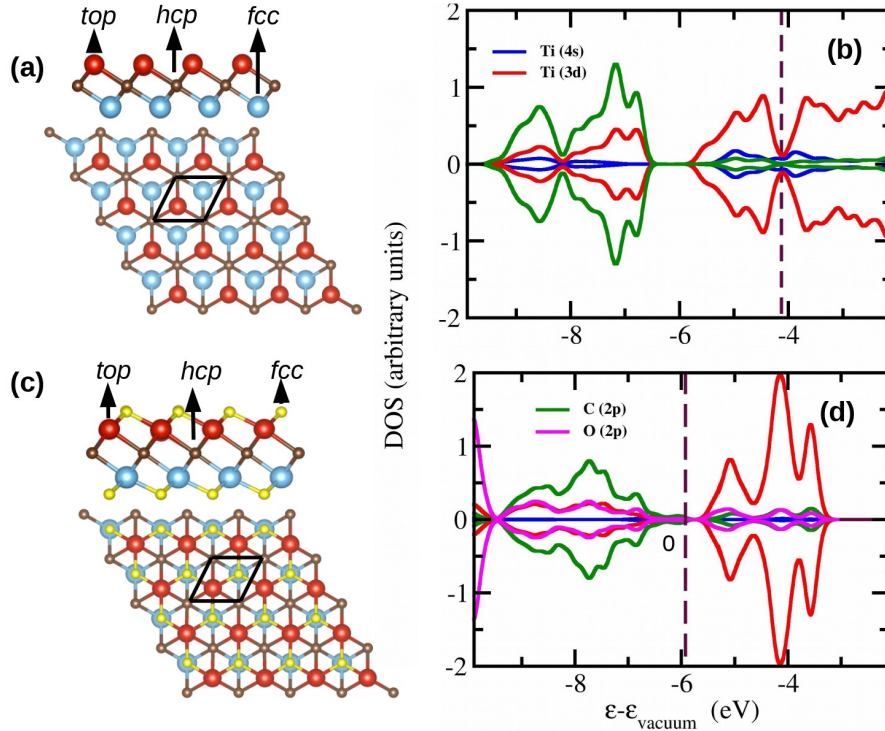 (a)
top
hcp
fcc
(c)
top
hcp
fcc
DOS (arbitrary units)
(b)
Ti (4s)
Ti (3d)
2
1
0
-1
-2
-8
-6
-4
(d)
C (2p)
O (2p)
2
1
0
-1
-2
0
-8
-6
-4
ε-εvacuum (eV)